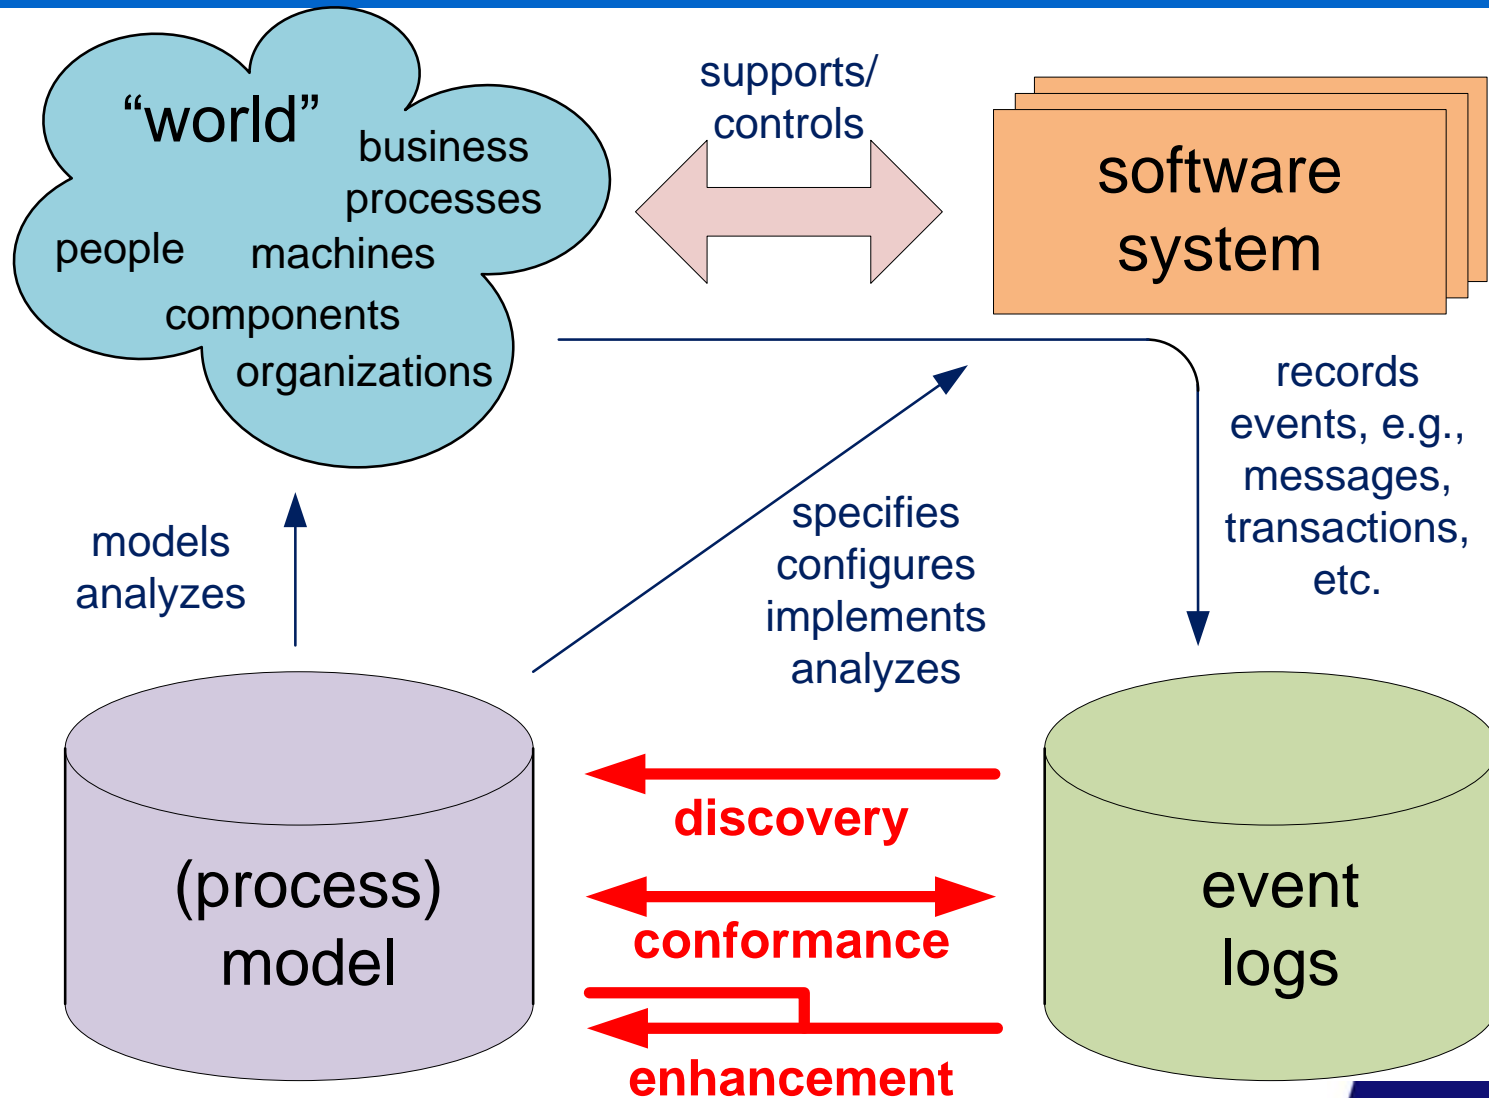 “world”
business
processes
people
machines
components
organizations
supports/
controls
software
system
records
events, e.g.,
messages,
transactions,
etc.
models
analyzes
specifies
configures
implements
analyzes
(process)
model
discovery
conformance
enhancement
event
logs